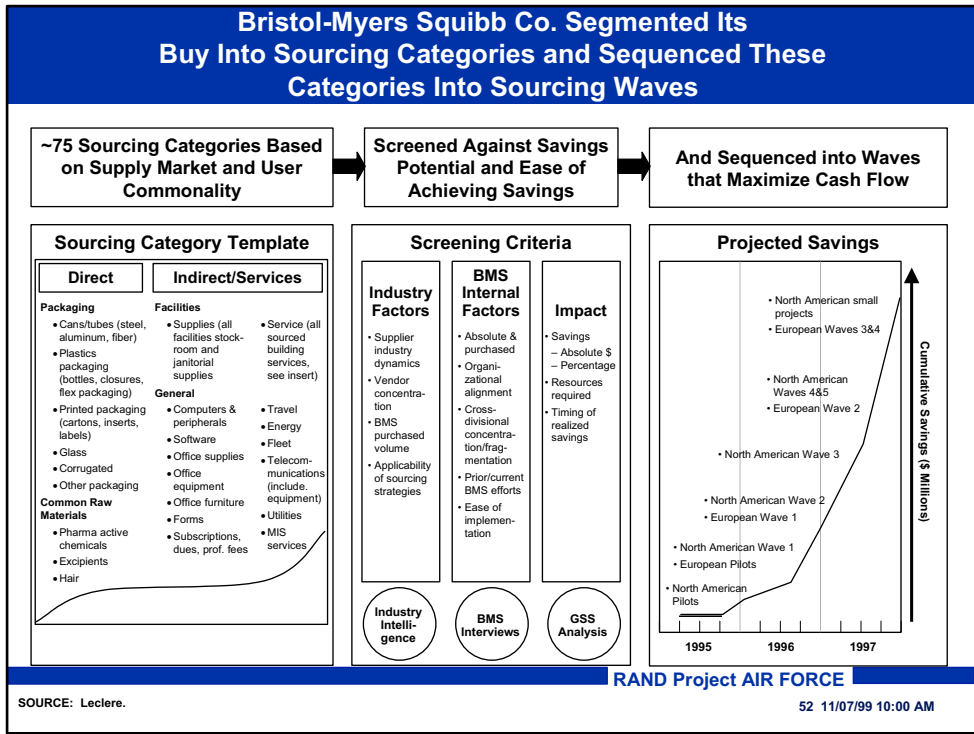 Bristol-Myers Squibb Co. Segmented Its
Buy Into Sourcing Categories and Sequenced These
Categories Into Sourcing Waves
~75 Sourcing Categories Based
on Supply Market and User
Commonality
Screened Against Savings
Potential and Ease of
Achieving Savings
And Sequenced into Waves
that Maximize Cash Flow
Sourcing Category Template
Direct
Indirect/Services
Packaging
• Cans/tubes (steel,
aluminum, fiber)
• Plastics
packaging
(bottles, closures,
flex packaging)
• Printed packaging
(cartons, inserts,
labels)
• Glass
• Corrugated
• Other packaging
Common Raw
Materials
• Pharma active
chemicals
• Excipients
• Hair
Facilities
• Supplies (all
facilities stock-
room and
janitorial
supplies
• Service (all
sourced
building
services,
see insert)
General
• Computers &
peripherals
• Software
• Office supplies
• Office
equipment
• Office furniture
• Forms
• Subscriptions,
dues, prof. fees
• Travel
• Energy
• Fleet
• Telecom-
munications
(include.
equipment)
• Utilities
• MIS
services
Screening Criteria
Industry
Factors
• Supplier
industry
dynamics
• Vendor
concentra-
tion
• BMS
purchased
volume
• Applicability
of sourcing
strategies
Industry
Intelli-
gence
BMS
Internal
Factors
• Absolute &
purchased
• Organi-
zational
alignment
• Cross-
divisional
concentra-
tion/frag-
mentation
• Prior/current
BMS efforts
• Ease of
implemen-
tation
BMS
Interviews
Impact
• Savings
– Absolute $
– Percentage
• Resources
required
• Timing of
realized
savings
GSS
Analysis
Projected Savings
• North American small
projects
• European Waves 3&4
• North American
Waves 4&5
• European Wave 2
• North American Wave 3
• North American Wave 2
• European Wave 1
• North American Wave 1
• European Pilots
• North American
Pilots
Cumulative Savings ($ Millions)
1995 1996 1997
RAND Project AIR FORCE
SOURCE: Leclere.
52 11/07/99 10:00 AM